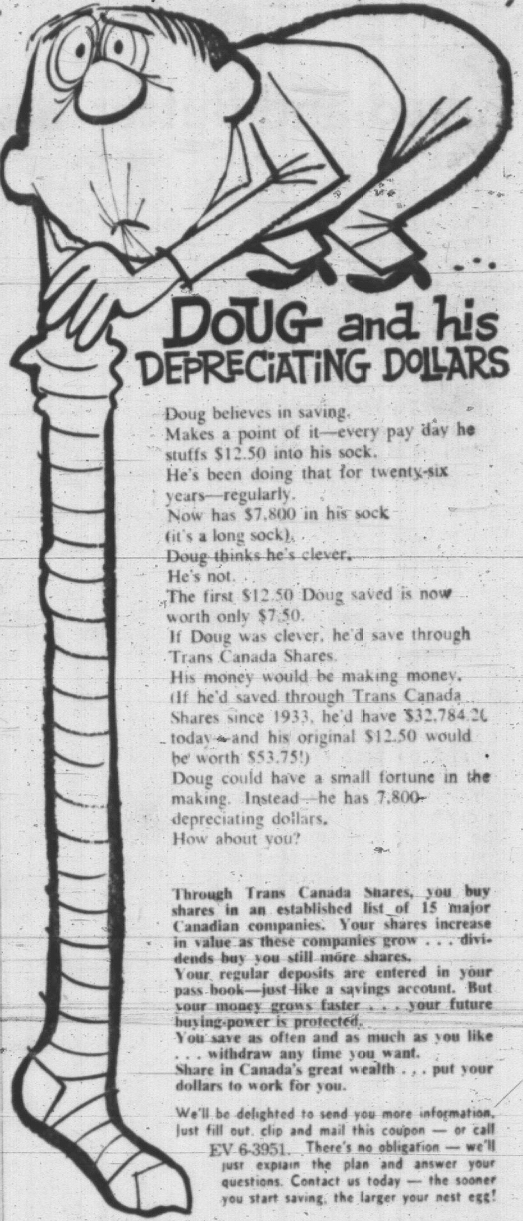 DOUG and his
DEPRECIATING DOLLARS
Doug believes in saving.
Makes a point of it—every pay day he
stuffs $12.50 into his sock.
He's been doing that for twenty-six
years—regularly.
Now has $7,800 in his sock
(it's a long sock).
Doug thinks he's clever.
He's not.
The first $12.50 Doug saved is now
worth only $7.50.
If Doug was clever, he'd save through
Trans Canada Shares.
His money would be making money.
(If he'd saved through Trans Canada
Shares since 1933, he'd have $32,784.26
today—and his original $12.50 would
be worth $53.75!)
Doug could have a small fortune in the
making. Instead—he has 7,800
depreciating dollars.
How about you?
Through Trans Canada Shares, you buy
shares in an established list of 15 major
Canadian companies. Your shares increase
in value as these companies grow . . . divi-
dends buy you still more shares.
Your regular deposits are entered in your
pass book—just like a savings account. But
your money grows faster . . . your future
buying-power is protected.
You save as often and as much as you like
. . . withdraw any time you want.
Share in Canada's great wealth . . . put your
dollars to work for you.
We'll be delighted to send you more information.
Just fill out, clip and mail this coupon — or call
EV 6-3951. There's no obligation — we'll
just explain the plan and answer your
questions. Contact us today — the sooner
you start saving, the larger your nest egg!